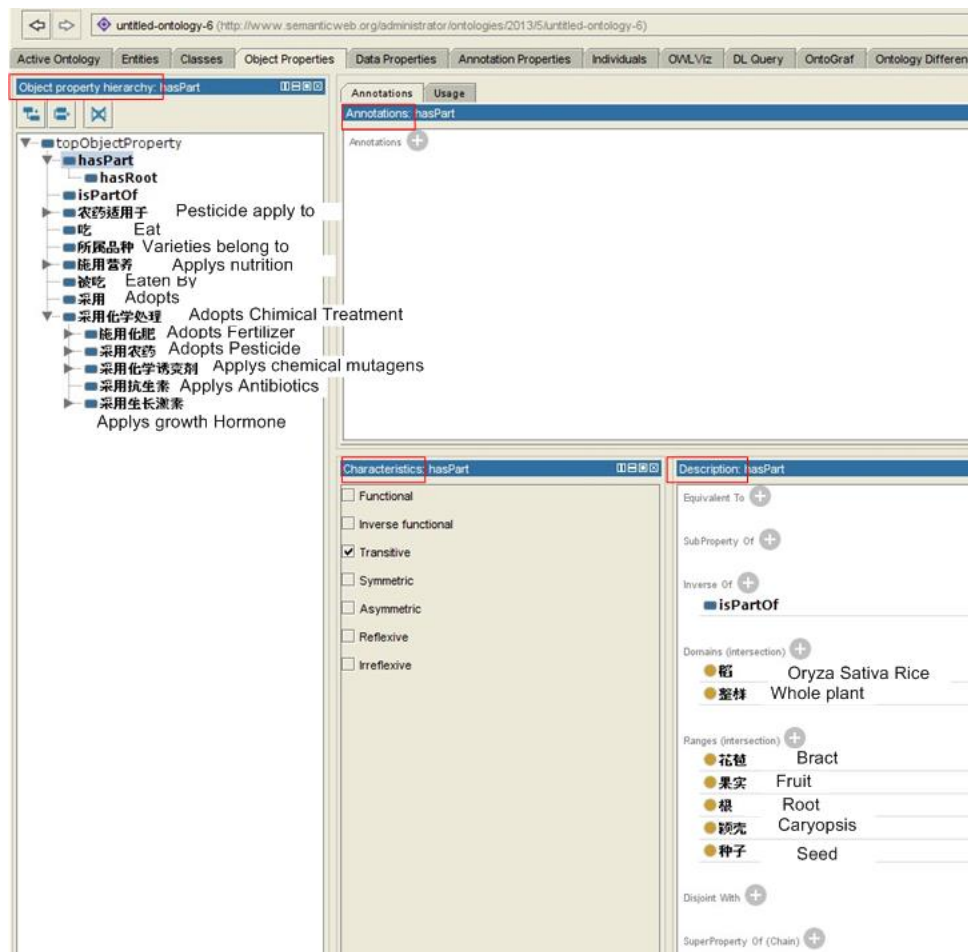 untitled-ontology-6 (http://www.semanticweb.org/administrator/ontologies/2013/5/untitled-ontology-6)
Active Ontology Entities Classes Object Properties Data Properties Annotation Properties Individuals OWLViz DL Query OntoGraf Ontology Differen
Object property hierarchy: hasPart
topObjectProperty
hasPart
hasRoot
isPartOf
农药适用于 Pesticide apply to
吃 Eat
所属品种 Varieties belong to
施用营养 Applys nutrition
被吃 Eaten By
采用 Adopts
采用化学处理 Adopts Chimical Treatment
施用化肥 Adopts Fertilizer
采用农药 Adopts Pesticide
采用化学诱变剂 Applys chemical mutagens
采用抗生素 Applys Antibiotics
采用生长激素
Applys growth Hormone
Annotations Usage
Annotations: hasPart
Annotations
Characteristics: hasPart
Functional
Inverse functional
Transitive
Symmetric
Asymmetric
Reflexive
Irreflexive
Description: hasPart
Equivalent To
SubProperty Of
Inverse Of
isPartOf
Domains (intersection)
稻 Oryza Sativa Rice
整株 Whole plant
Ranges (intersection)
花苞 Bract
果实 Fruit
根 Root
颖壳 Caryopsis
种子 Seed
Disjoint With
SuperProperty Of (Chain)